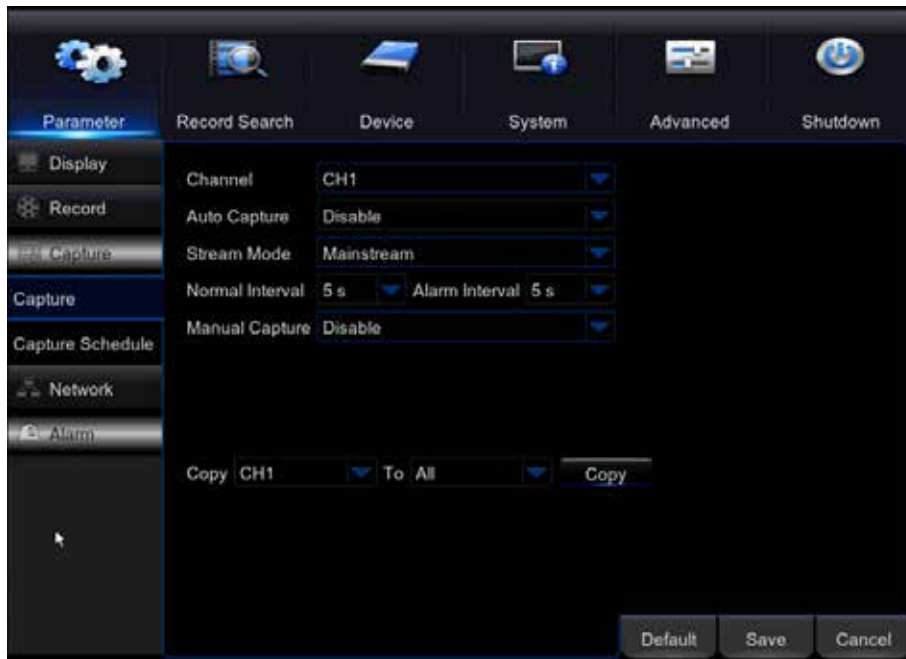 Parameter Record Search Device System Advanced Shutdown
Display
Record
Capture
Capture
Capture Schedule
Network
Alarm
Channel CH1
Auto Capture Disable
Stream Mode Mainstream
Normal Interval 5 s Alarm Interval 5 s
Manual Capture Disable
Copy CH1 To All Copy
Default Save Cancel